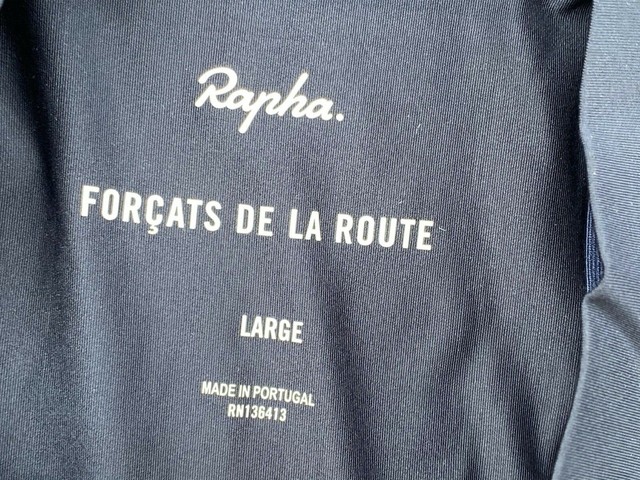 Rapha.
FORÇATS DE LA ROUTE
LARGE
MADE IN PORTUGAL
RN136413